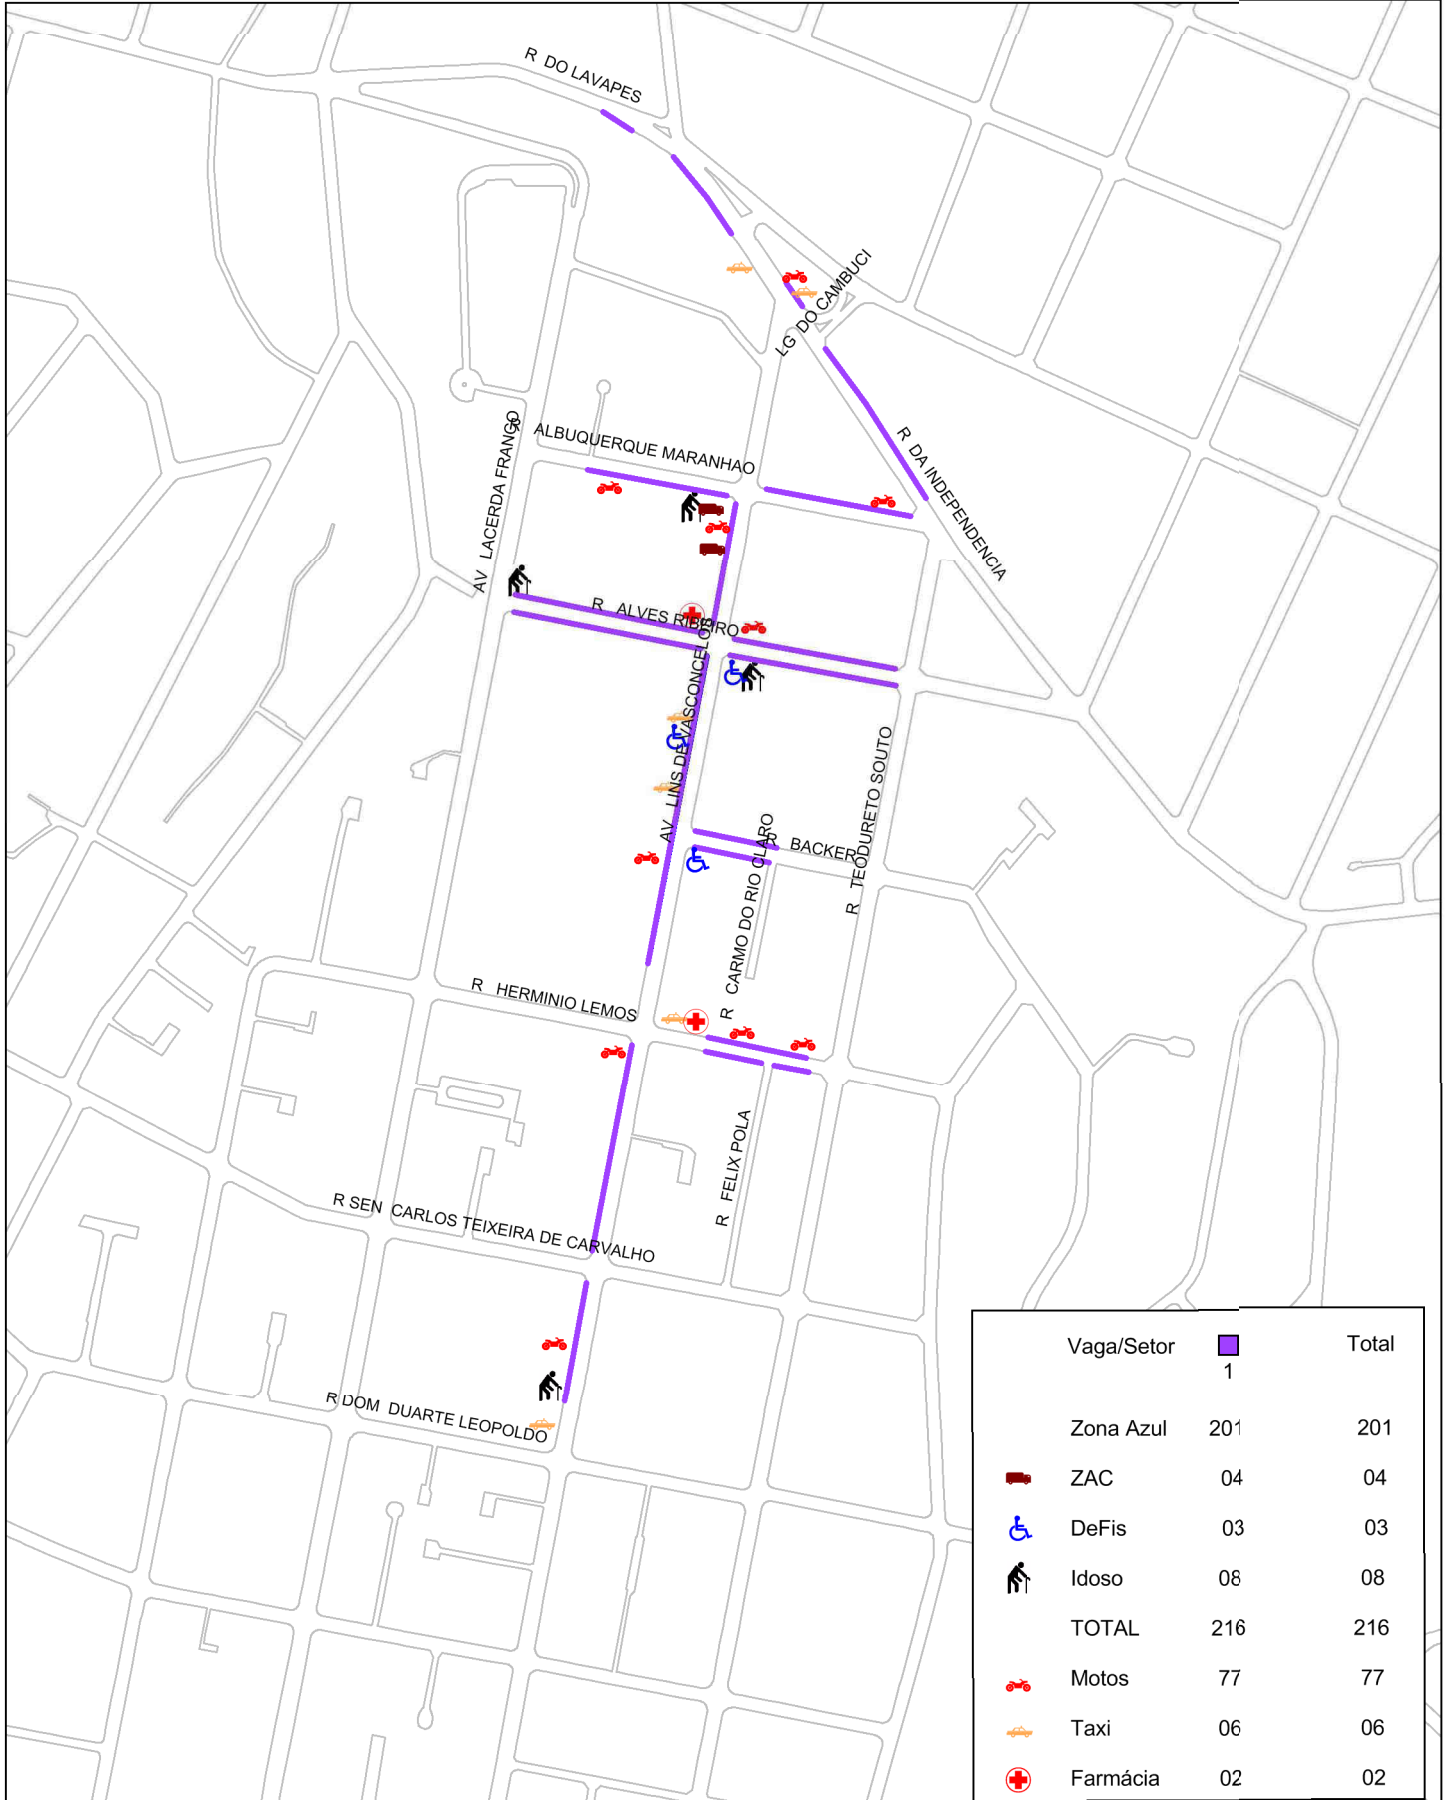 R DO LAVAPES
LG DO CAMBUCI
R DA INDEPENDENCIA
AV LACERDA FRANCO
R ALBUQUERQUE MARANHAO
R ALVES RIBEIRO
AV LINS DE VASCONCELOS
R TEODURETO SOUTO
R BACKER
R CARMO DO RIO CLARO
R HERMINIO LEMOS
R FELIX POLA
R SEN CARLOS TEIXEIRA DE CARVALHO
R DOM DUARTE LEOPOLDO
Vaga/Setor Total
1
Zona Azul 201 201
ZAC 04 04
DeFis 03 03
Idoso 08 08
TOTAL 216 216
Motos 77 77
Taxi 06 06
Farmácia 02 02